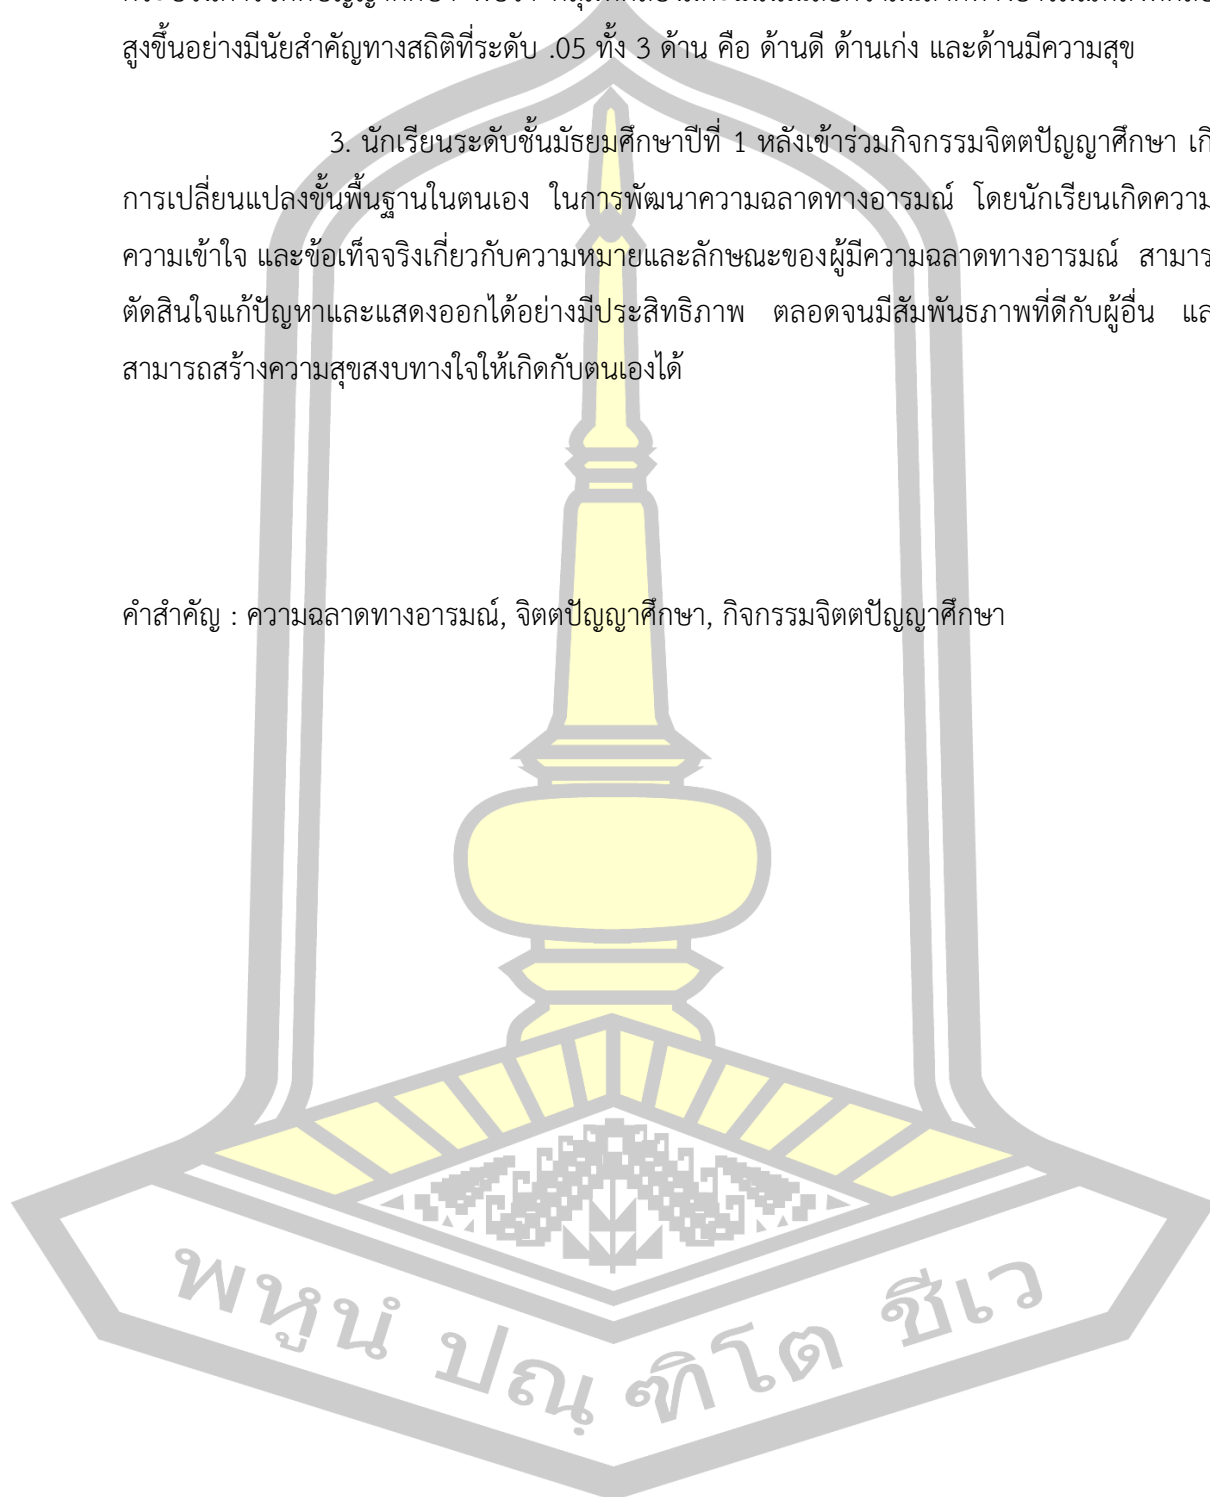 สูงขึ้นอย่างมีนัยสำคัญทางสถิติที่ระดับ .05 ทั้ง 3 ด้าน คือ ด้านดี ด้านเก่ง และด้านมีความสุข
3. นักเรียนระดับชั้นมัธยมศึกษาปีที่ 1 หลังเข้าร่วมกิจกรรมจิตตปัญญาศึกษา เกิ
การเปลี่ยนแปลงขั้นพื้นฐานในตนเอง ในการพัฒนาความฉลาดทางอารมณ์ โดยนักเรียนเกิดความ
ความเข้าใจ และข้อเท็จจริงเกี่ยวกับความหมายและลักษณะของผู้มีความฉลาดทางอารมณ์ สามาร
ตัดสินใจแก้ปัญหาและแสดงออกได้อย่างมีประสิทธิภาพ ตลอดจนมีสัมพันธภาพที่ดีกับผู้อื่น แล
สามารถสร้างความสุขสงบทางใจให้เกิดกับตนเองได้
คำสำคัญ : ความฉลาดทางอารมณ์, จิตตปัญญาศึกษา, กิจกรรมจิตตปัญญาศึกษา
พหูนํ ปณฺฑิโต ชีเว